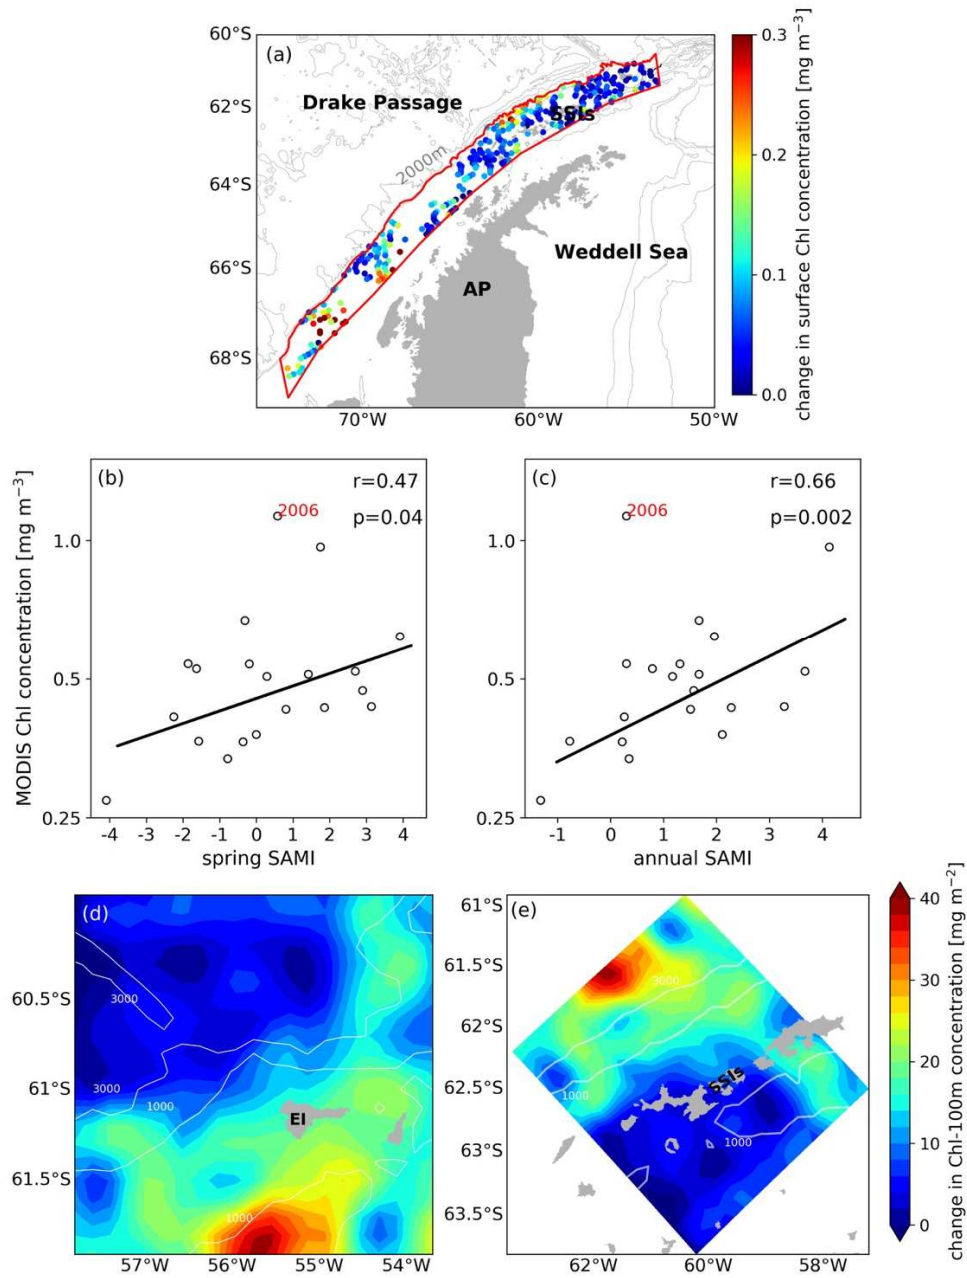 (a)
60°S
62°S
64°S
66°S
68°S
Drake Passage
SSIs
2000m
Weddell Sea
AP
70°W 60°W 50°W
0.3
0.2
0.1
0.0
change in surface Chl concentration [mg m⁻³]
(b)
r=0.47
p=0.04
2006
MODIS Chl concentration [mg m⁻³]
1.0
0.5
0.25
-4 -3 -2 -1 0 1 2 3 4
spring SAMI
(c)
r=0.66
p=0.002
2006
1.0
0.5
0.25
-1 0 1 2 3 4
annual SAMI
(d)
60.5°S
61°S
61.5°S
3000
3000
1000
EI
1000
57°W 56°W 55°W 54°W
(e)
61°S
61.5°S
62°S
62.5°S
63°S
63.5°S
3000
1000
SSIs
1000
62°W 60°W 58°W
40
30
20
10
0
change in Chl-100m concentration [mg m⁻²]